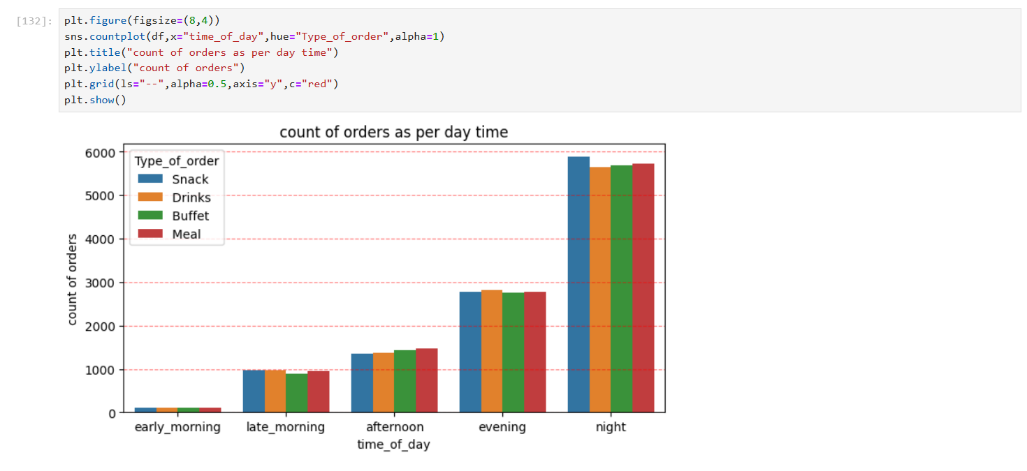 [132]: plt.figure(figsize=(8,4))
sns.countplot(df,x="time_of_day",hue="Type_of_order",alpha=1)
plt.title("count of orders as per day time")
plt.ylabel("count of orders")
plt.grid(ls="--",alpha=0.5,axis="y",c="red")
plt.show()
count of orders as per day time
Type_of_order
Snack
Drinks
Buffet
Meal
count of orders
6000
5000
4000
3000
2000
1000
0
early_morning late_morning afternoon evening night
time_of_day